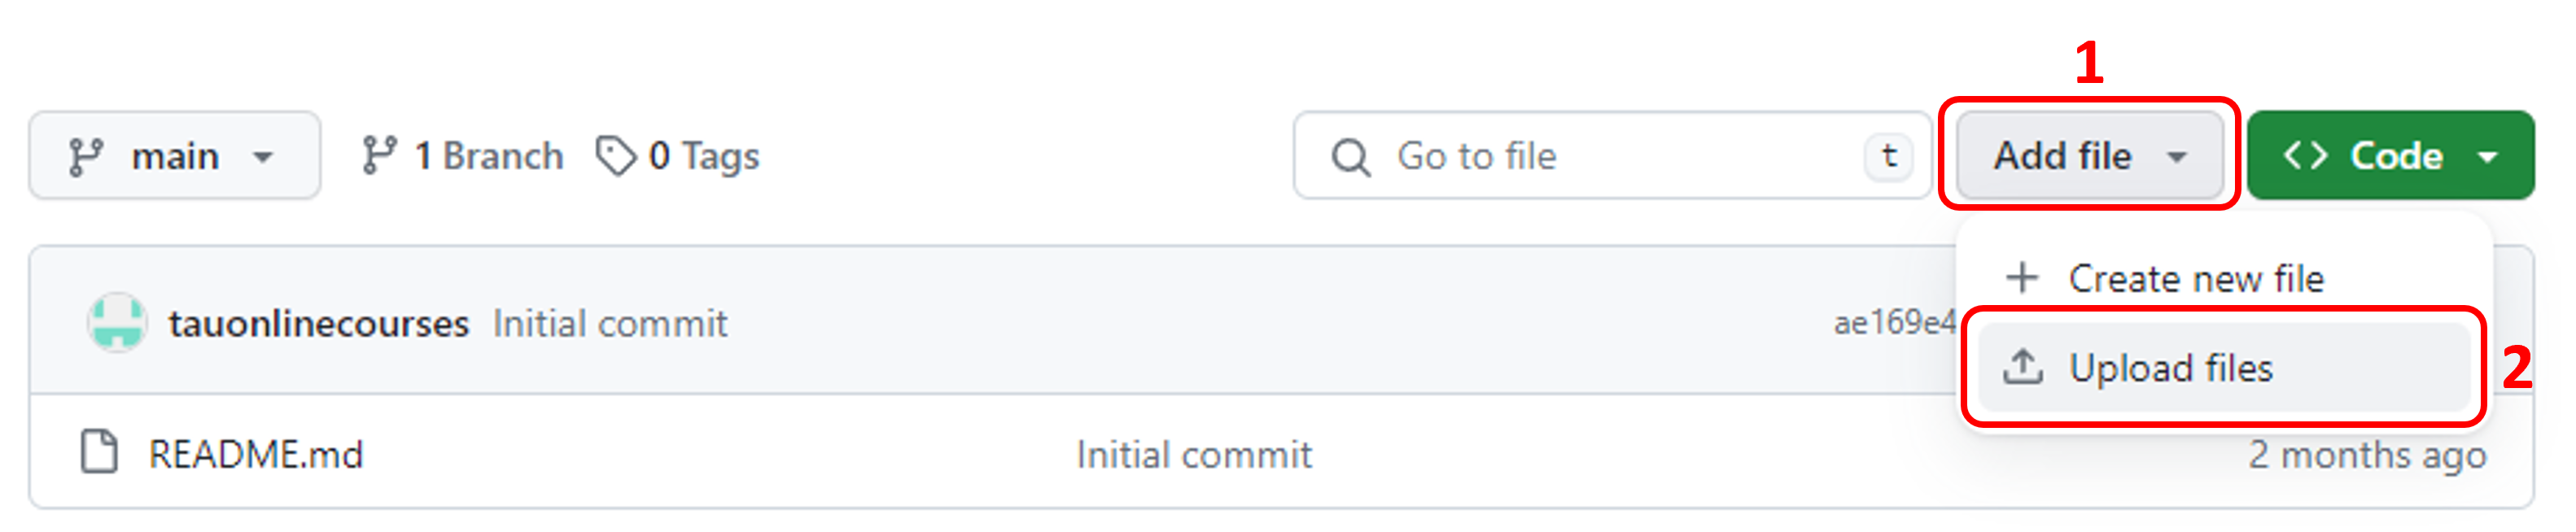 1
main 1 Branch 0 Tags Go to file t Add file <> Code
Create new file
tauonlinecourses Initial commit ae169e4
Upload files 2
README.md Initial commit 2 months ago